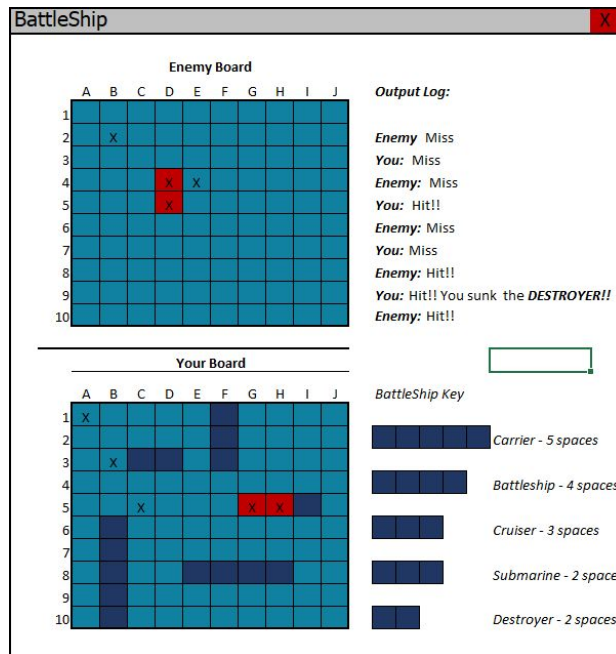 BattleShip X
Enemy Board
A B C D E F G H I J
Output Log:
1
2 X
Enemy Miss
You: Miss
3
4 X X
Enemy: Miss
5 X
You: Hit!!
6
Enemy: Miss
7
You: Miss
8
Enemy: Hit!!
9
You: Hit!! You sunk the DESTROYER!!
10
Enemy: Hit!!
Your Board
A B C D E F G H I J
BattleShip Key
1 X
2
Carrier - 5 spaces
3 X
4
Battleship - 4 spaces
5 X X X
6
Cruiser - 3 spaces
7
8
Submarine - 2 space
9
10
Destroyer - 2 spaces